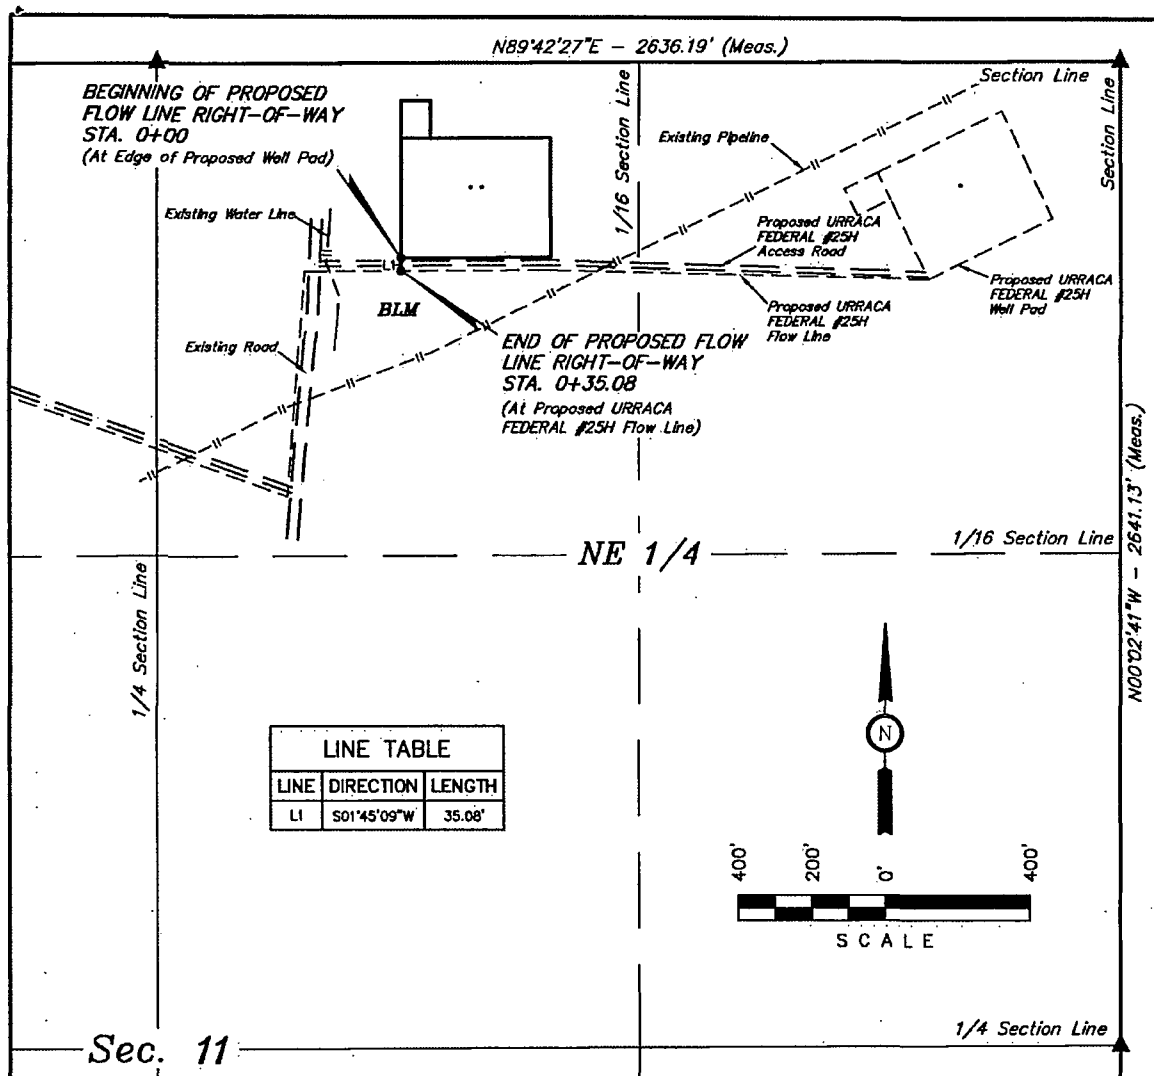 N89°42'27"E - 2636.19' (Meas.)
BEGINNING OF PROPOSED
FLOW LINE RIGHT-OF-WAY
STA. 0+00
(At Edge of Proposed Well Pad)
1/16 Section Line
Section Line
Section Line
Existing Pipeline
Existing Water Line
Proposed URRACA
FEDERAL #25H
Access Road
L1
BLM
Proposed URRACA
FEDERAL #25H
Well Pad
Proposed URRACA
FEDERAL #25H
Flow Line
Existing Road
END OF PROPOSED FLOW
LINE RIGHT-OF-WAY
STA. 0+35.08
(At Proposed URRACA
FEDERAL #25H Flow Line)
N00°02'41"W - 2641.13' (Meas.)
NE 1/4
1/16 Section Line
1/4 Section Line
LINE TABLE
LINE DIRECTION LENGTH
L1 S01°45'09"W 35.08'
N
400' 200' 0' 400'
SCALE
1/4 Section Line
Sec. 11